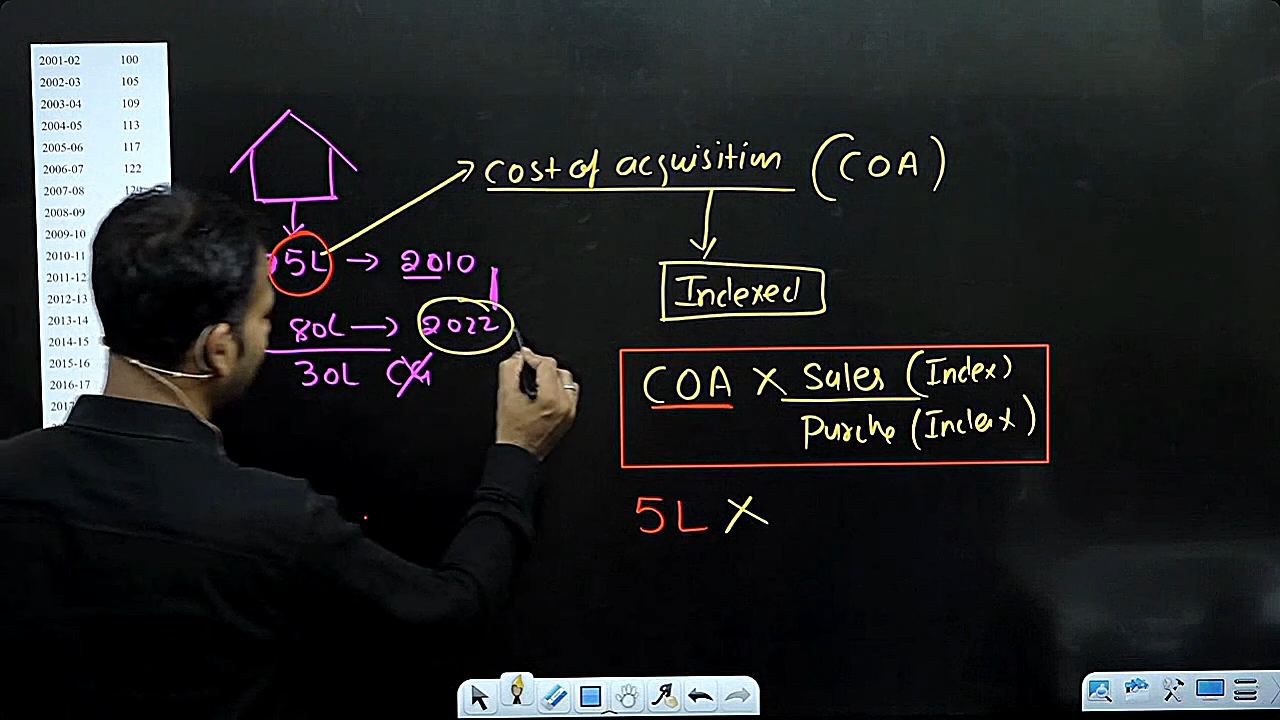 2001-02 100
2002-03 105
2003-04 109
2004-05 113
2005-06 117
2006-07 122
2007-08 129
2008-09
2009-10
2010-11
2011-12
2012-13
2013-14
2014-15
2015-16
2016-17
Cost of acquisition (COA)
Indexed
5L → 2010
80L → 2022
30L
COA X Sales (Index)
(Index)
5L X